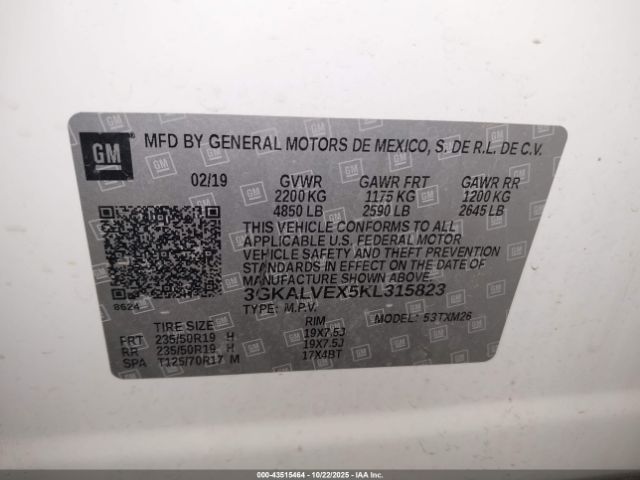 GM MFD BY GENERAL MOTORS DE MEXICO, S. DE R.L. DE C.V.
02/19 GVWR GAWR FRT GAWR RR
2200 KG 1175 KG 1200 KG
4850 LB 2590 LB 2645 LB
THIS VEHICLE CONFORMS TO ALL
APPLICABLE U.S. FEDERAL MOTOR
VEHICLE SAFETY AND THEFT PREVENTION
STANDARDS IN EFFECT ON THE DATE OF
MANUFACTURE SHOWN ABOVE.
3GKALVEX5KL315823
8624 TYPE: M.P.V. MODEL: 53TXM26
TIRE SIZE RIM
FRT 235/50R19 H 19X7.5J
RR 235/50R19 H 19X7.5J
SPA T125/70R17 M 17X4BT
000-43515464 - 10/22/2025 - Copyright © IAA, LLC